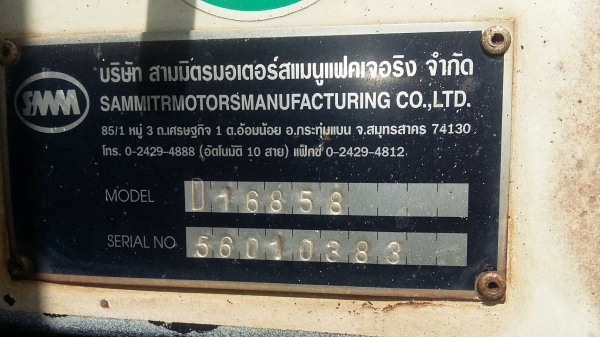 บริษัท สามมิตรมอเตอร์สแมนูแฟคเจอริง จำกัด
SMM
SAMMITRMOTORSMANUFACTURING CO.,LTD.
85/1 หมู่ 3 ถ.เศรษฐกิจ 1 ต.อ้อมน้อย อ.กระทุ่มแบน จ.สมุทรสาคร 74130
โทร. 0-2429-4888 (อัตโนมัติ 10 สาย) แฟ็กซ์ 0-2429-4812
MODEL D16858
SERIAL NO 56010383